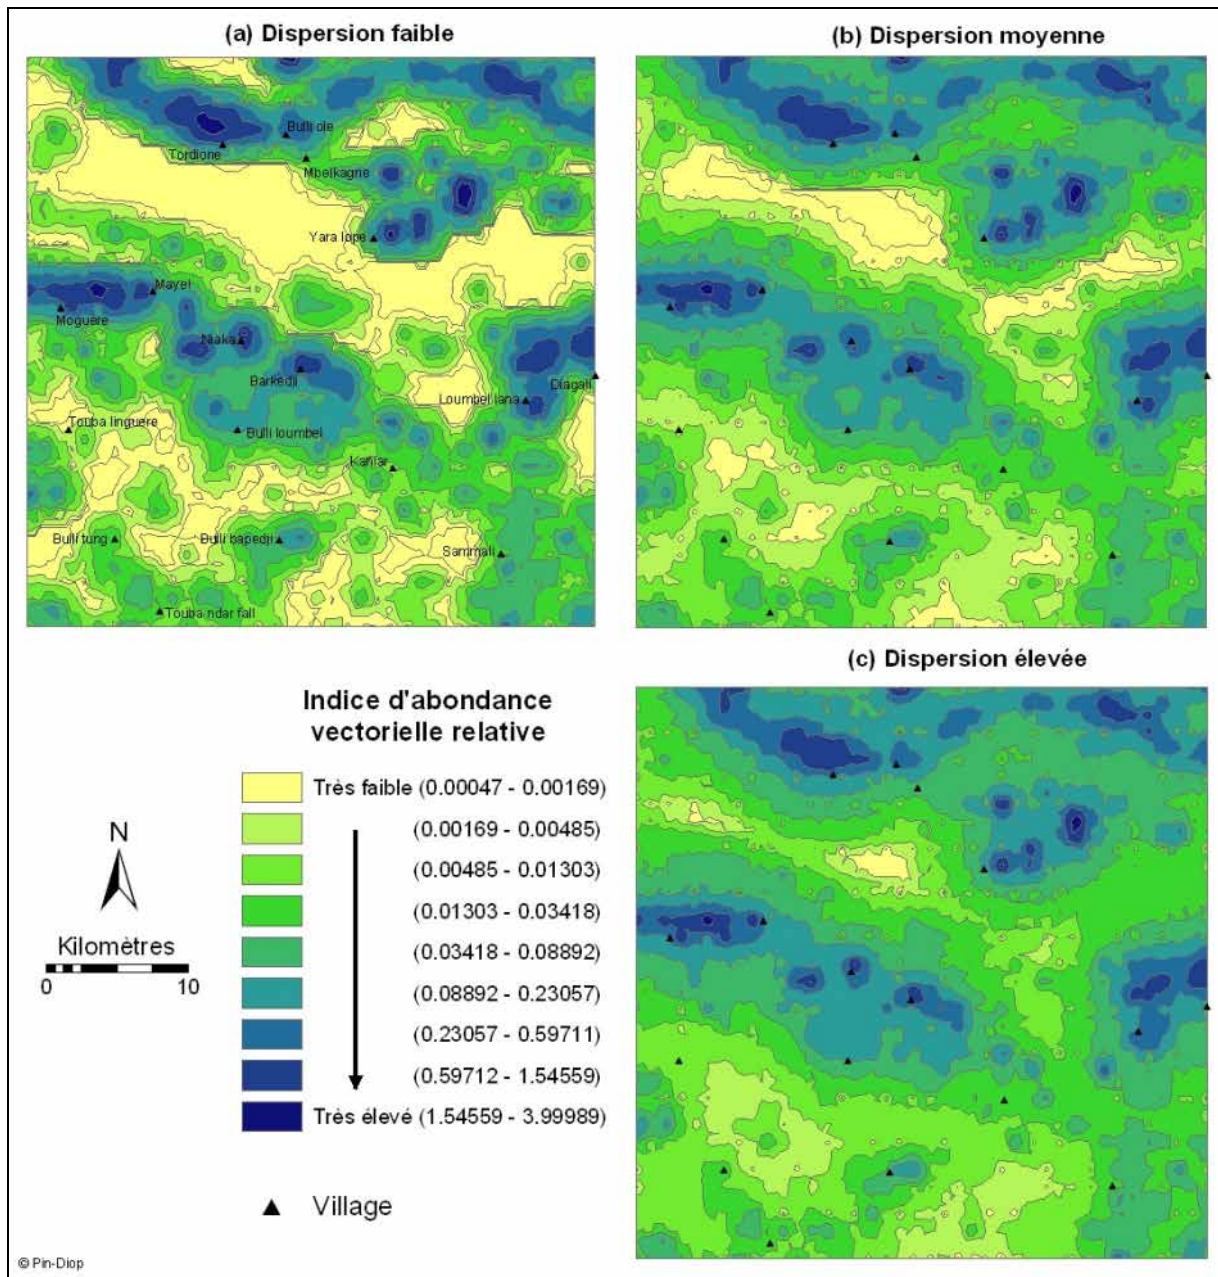 (a) Dispersion faible
(b) Dispersion moyenne
Bulli ole
Tordione
Mbelkagne
Yara lope
Mayel
Moguere
Niaka
Barkedji
Diagali
Loumbel lana
Touba linguere
Bulli loumbel
Kaniar
Bulli tung
Bulli bapedji
Sammali
Touba ndar fall
(c) Dispersion élevée
Indice d'abondance
vectorielle relative
Très faible (0.00047 - 0.00169)
(0.00169 - 0.00485)
(0.00485 - 0.01303)
(0.01303 - 0.03418)
(0.03418 - 0.08892)
(0.08892 - 0.23057)
(0.23057 - 0.59711)
(0.59712 - 1.54559)
Très élevé (1.54559 - 3.99989)
N
Kilomètres
0 10
Village
© Pin-Diop